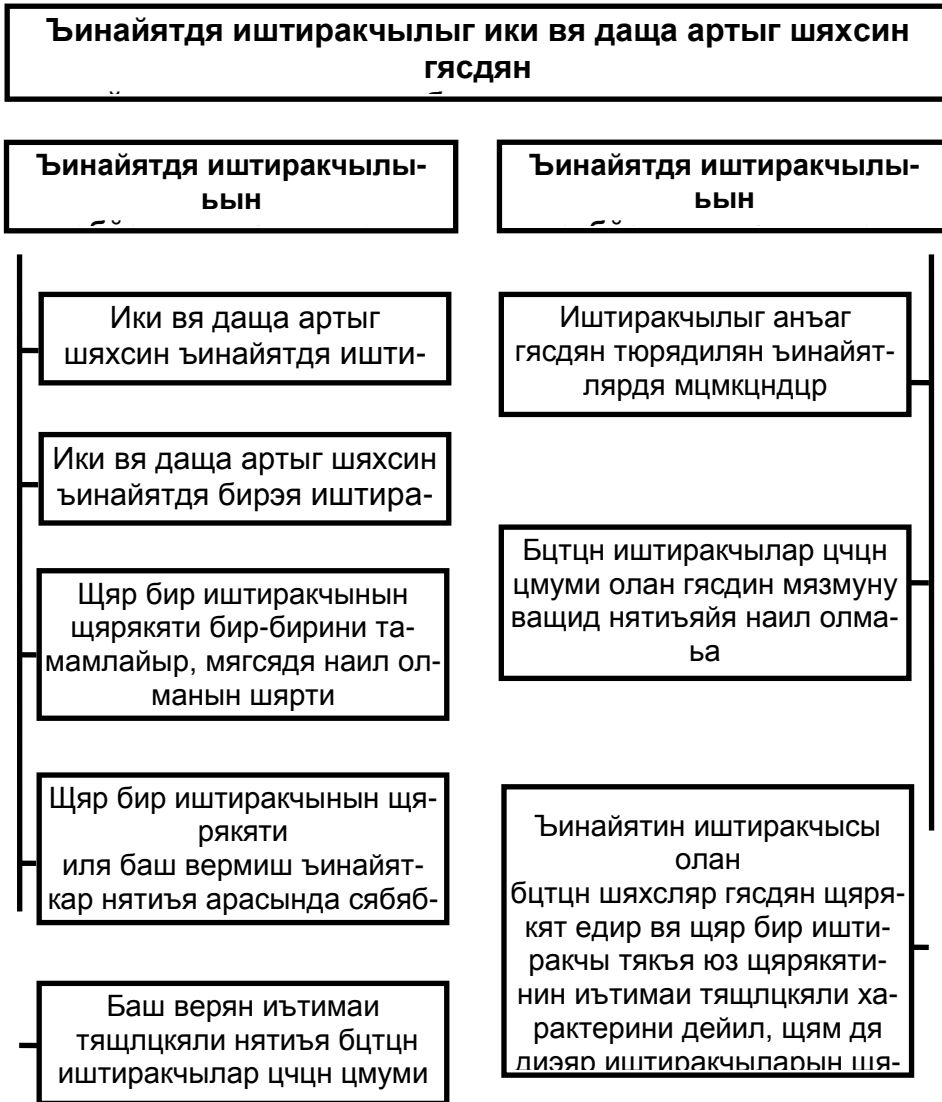 Ъинайятдя иштиракчылыг ики вя даща артыг шяхсин
гясдян
Ъинайятдя иштиракчылы-
ьын
Ъинайятдя иштиракчылы-
ьын
Ики вя даща артыг
шяхсин ъинайятдя ишти-
Ики вя даща артыг шяхсин
ъинайятдя бирэя иштира-
Щяр бир иштиракчынын
щярякяти бир-бирини та-
мамлайыр, мягсядя наил ол-
манын шярти
Щяр бир иштиракчынын щя-
рякяти
иля баш вермиш ъинайят-
кар нятиъя арасында сябяб-
Баш верян иътимаи
тящлцкяли нятиъя бцтцн
иштиракчылар цчцн цмуми
Иштиракчылыг анъаг
гясдян тюрядилян ъинайят-
лярдя мцмкцндцр
Бцтцн иштиракчылар цчцн
цмуми олан гясдин мязмуну
ващид нятиъяйя наил олма-
ьа
Ъинайятин иштиракчысы
олан
бцтцн шяхсляр гясдян щяря-
кят едир вя щяр бир ишти-
ракчы тякъя юз щярякяти-
нин иътимаи тящлцкяли ха-
рактерини дейил, щям дя
диэяр иштиракчыларын щя-